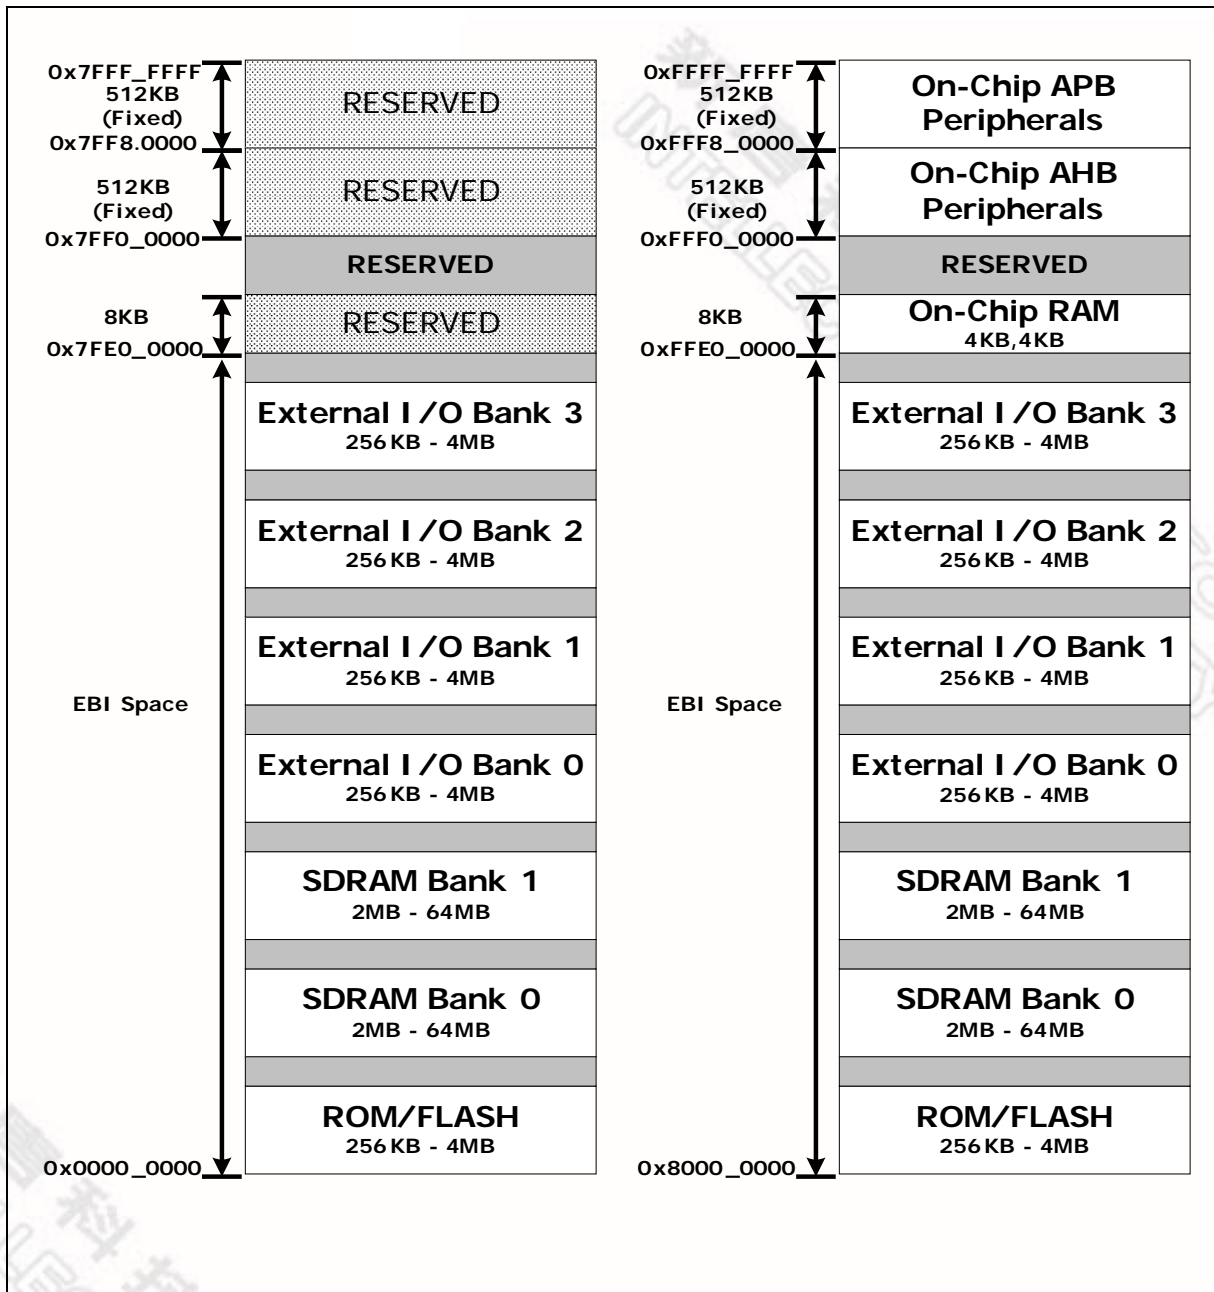 0x7FFF_FFFF
512KB
(Fixed)
0x7FF8.0000
512KB
(Fixed)
0x7FF0_0000
8KB
0x7FE0_0000
EBI Space
0x0000_0000
RESERVED
RESERVED
RESERVED
RESERVED
External I/O Bank 3
256KB - 4MB
External I/O Bank 2
256KB - 4MB
External I/O Bank 1
256KB - 4MB
External I/O Bank 0
256KB - 4MB
SDRAM Bank 1
2MB - 64MB
SDRAM Bank 0
2MB - 64MB
ROM/FLASH
256KB - 4MB
0xFFFF_FFFF
512KB
(Fixed)
0xFFF8_0000
512KB
(Fixed)
0xFFF0_0000
8KB
0xFFE0_0000
EBI Space
0x8000_0000
On-Chip APB
Peripherals
On-Chip AHB
Peripherals
RESERVED
On-Chip RAM
4KB,4KB
External I/O Bank 3
256KB - 4MB
External I/O Bank 2
256KB - 4MB
External I/O Bank 1
256KB - 4MB
External I/O Bank 0
256KB - 4MB
SDRAM Bank 1
2MB - 64MB
SDRAM Bank 0
2MB - 64MB
ROM/FLASH
256KB - 4MB